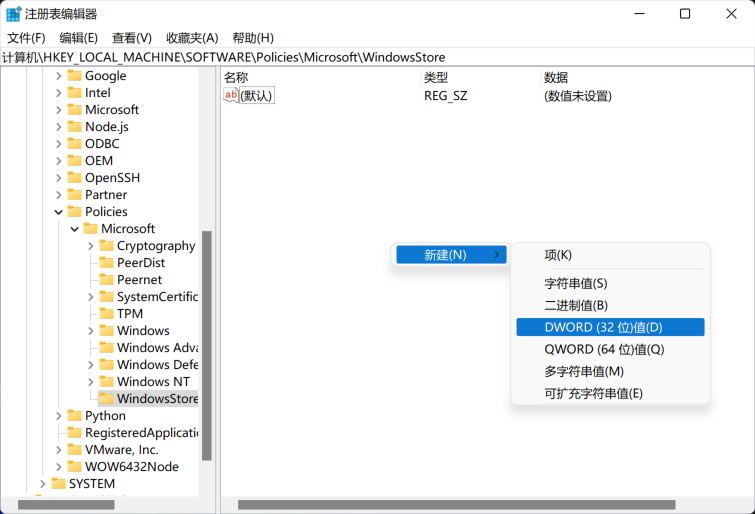 注册表编辑器
文件(F) 编辑(E) 查看(V) 收藏夹(A) 帮助(H)
计算机\HKEY_LOCAL_MACHINE\SOFTWARE\Policies\Microsoft\WindowsStore
Google
Intel
Microsoft
Node.js
ODBC
OEM
OpenSSH
Partner
Policies
Microsoft
Cryptography
PeerDist
Peernet
SystemCertific
TPM
Windows
Windows Adva
Windows Defe
Windows NT
WindowsStore
Python
RegisteredApplicati
VMware, Inc.
WOW6432Node
SYSTEM
名称 类型 数据
ab (默认) REG_SZ (数值未设置)
新建(N)
项(K)
字符串值(S)
二进制值(B)
DWORD (32 位)值(D)
QWORD (64 位)值(Q)
多字符串值(M)
可扩充字符串值(E)